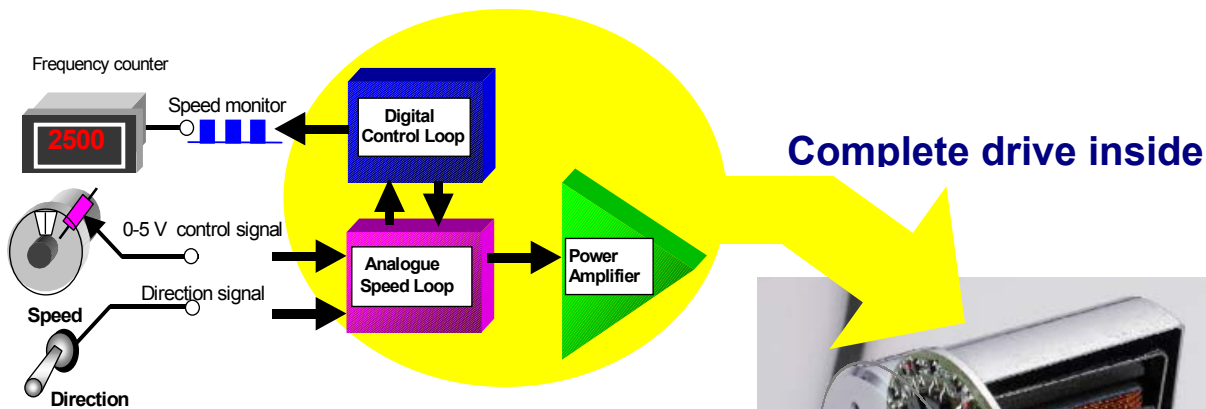 Frequency counter
Speed monitor
2500
Digital
Control Loop
Complete drive inside
0-5 V control signal
Analogue
Speed Loop
Power
Amplifier
Direction signal
Speed
Direction